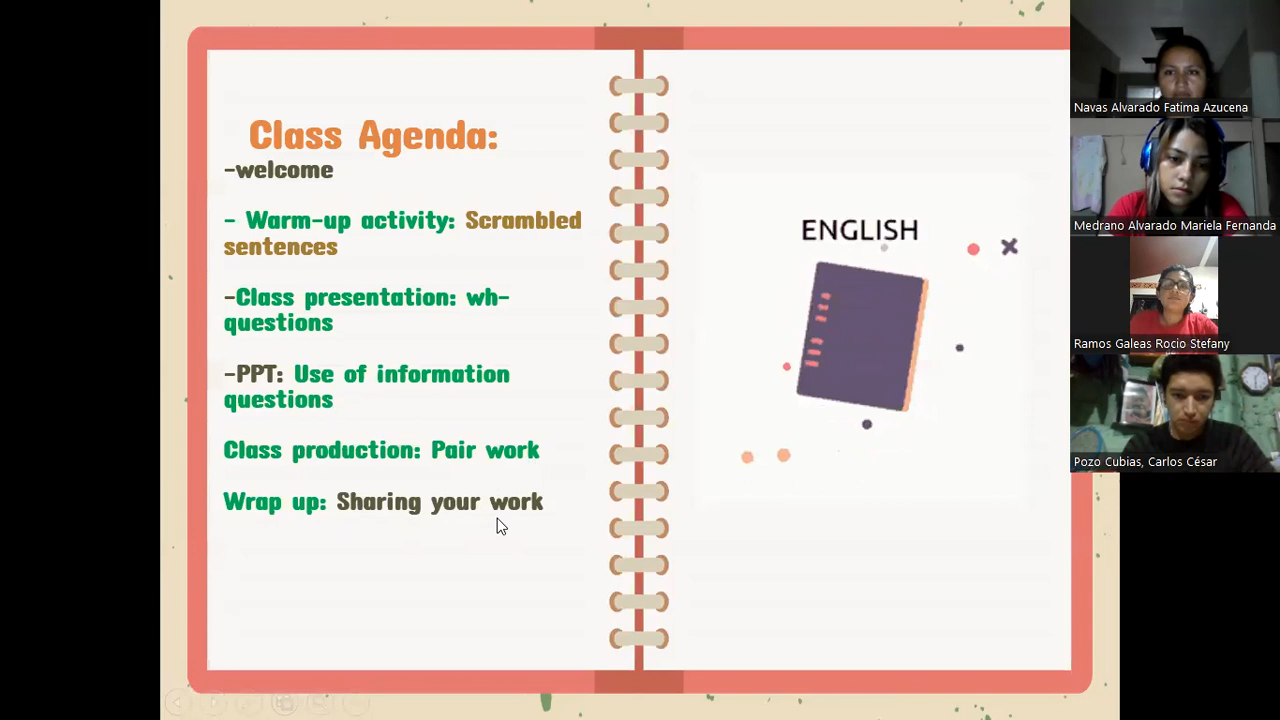 Class Agenda:
-welcome
- Warm-up activity: Scrambled
sentences
-Class presentation: wh-
questions
-PPT: Use of information
questions
Class production: Pair work
Wrap up: Sharing your work
ENGLISH
Navas Alvarado Fatima Azucena
Medrano Alvarado Mariela Fernanda
Ramos Galeas Rocio Stefany
Pozo Cubias, Carlos César